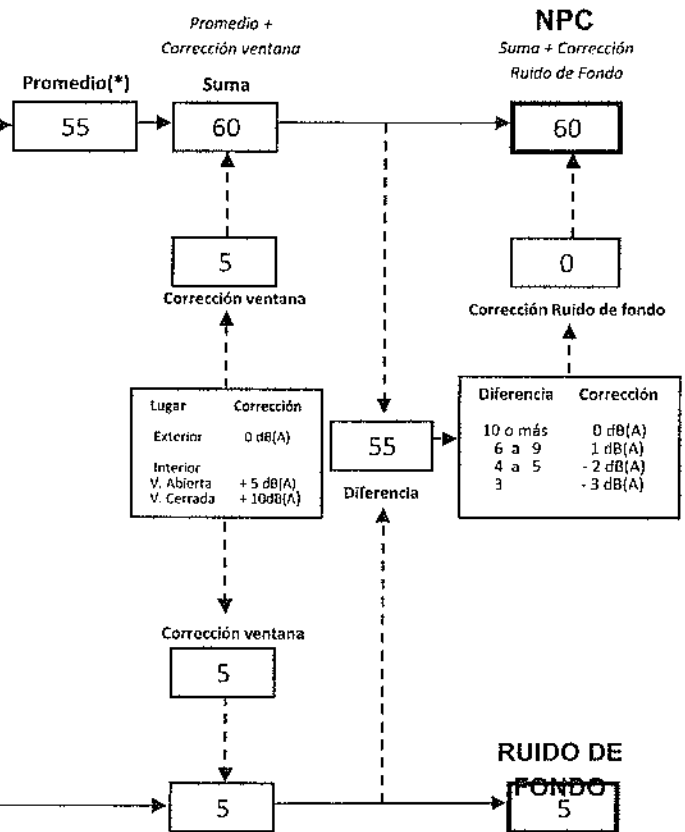 Promedio +
Corrección ventana
NPC
Suma + Corrección
Ruido de Fondo
Promedio(*)
Suma
55
60
60
5
0
Corrección ventana
Corrección Ruido de fondo
Lugar Corrección
Exterior 0 dB(A)
Interior
V. Abierta + 5 dB(A)
V. Cerrada + 10dB(A)
55
Diferencia
Diferencia Corrección
10 o más 0 dB(A)
6 a 9 1 dB(A)
4 a 5 - 2 dB(A)
3 - 3 dB(A)
Corrección ventana
5
RUIDO DE
FONDO
5
5